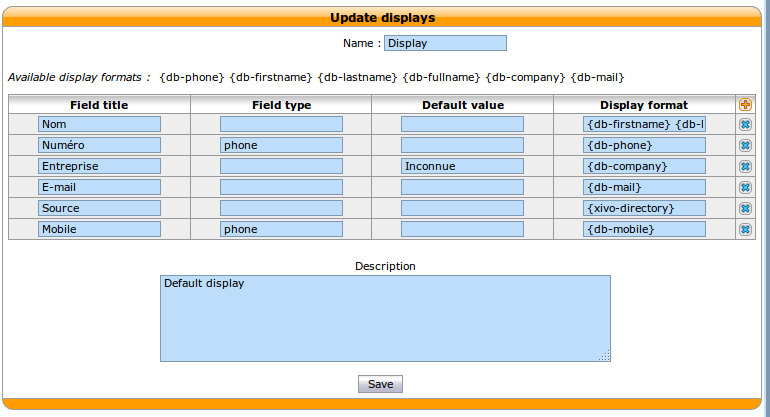 Update displays
Name : Display
Available display formats : {db-phone} {db-firstname} {db-lastname} {db-fullname} {db-company} {db-mail}
Field title Field type Default value Display format
Nom {db-firstname} {db-l
Numéro phone {db-phone}
Entreprise Inconnue {db-company}
E-mail {db-mail}
Source {xivo-directory}
Mobile phone {db-mobile}
Description
Default display
Save